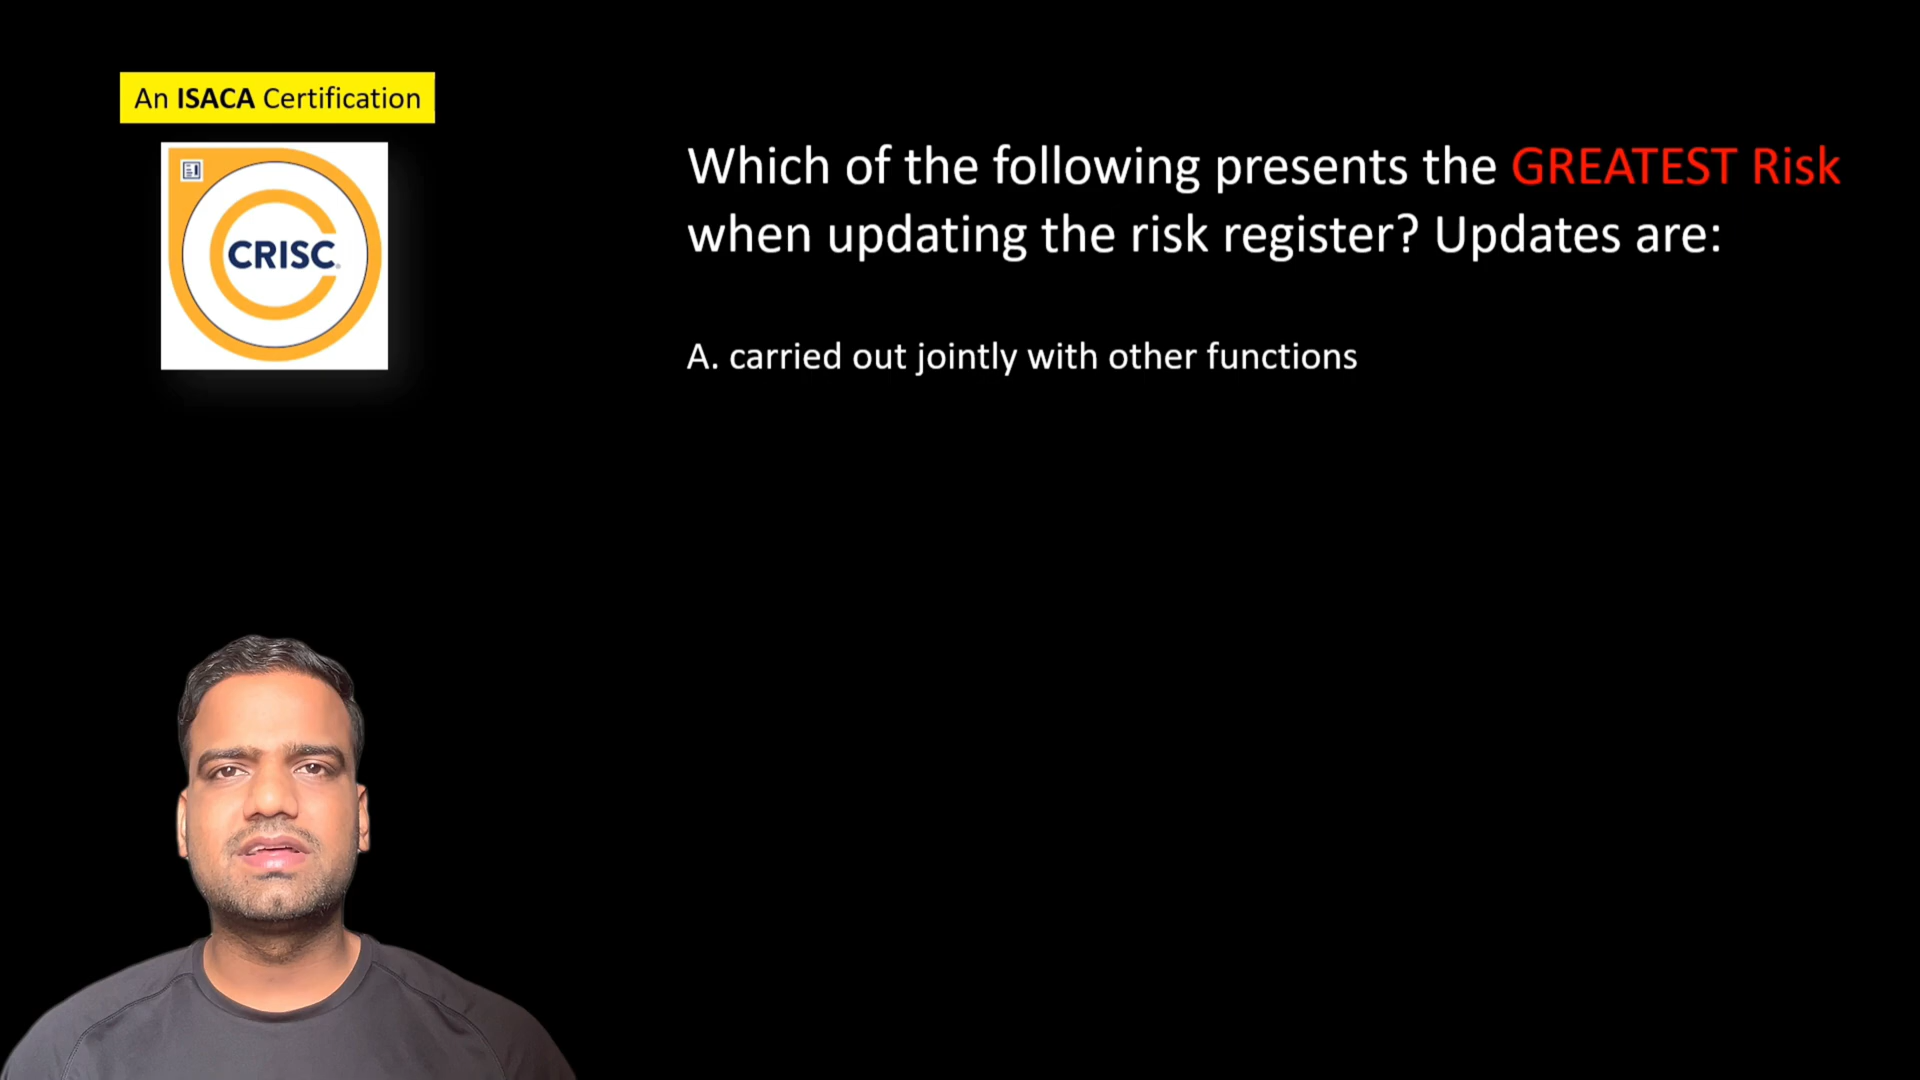 An ISACA Certification
CRISC
Which of the following presents the GREATEST Risk
when updating the risk register? Updates are:
A. carried out jointly with other functions